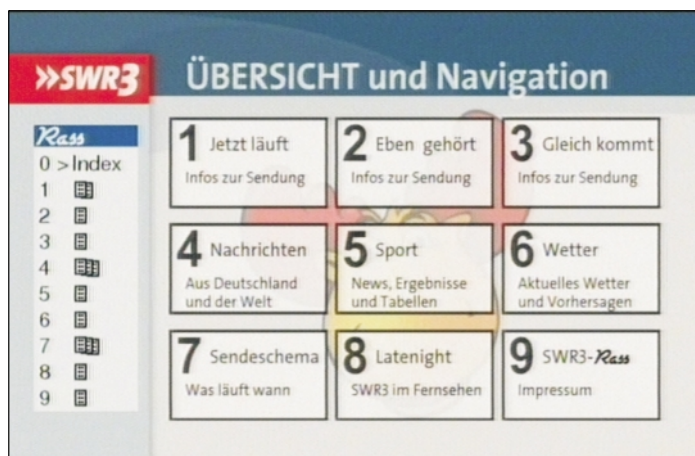 »SWR3
ÜBERSICHT und Navigation
Rass
0 >Index
1
2
3
4
5
6
7
8
9
1 Jetzt läuft
Infos zur Sendung
2 Eben gehört
Infos zur Sendung
3 Gleich kommt
Infos zur Sendung
4 Nachrichten
Aus Deutschland
und der Welt
5 Sport
News, Ergebnisse
und Tabellen
6 Wetter
Aktuelles Wetter
und Vorhersagen
7 Sendeschema
Was läuft wann
8 Latenight
SWR3 im Fernsehen
9 SWR3-Rass
Impressum